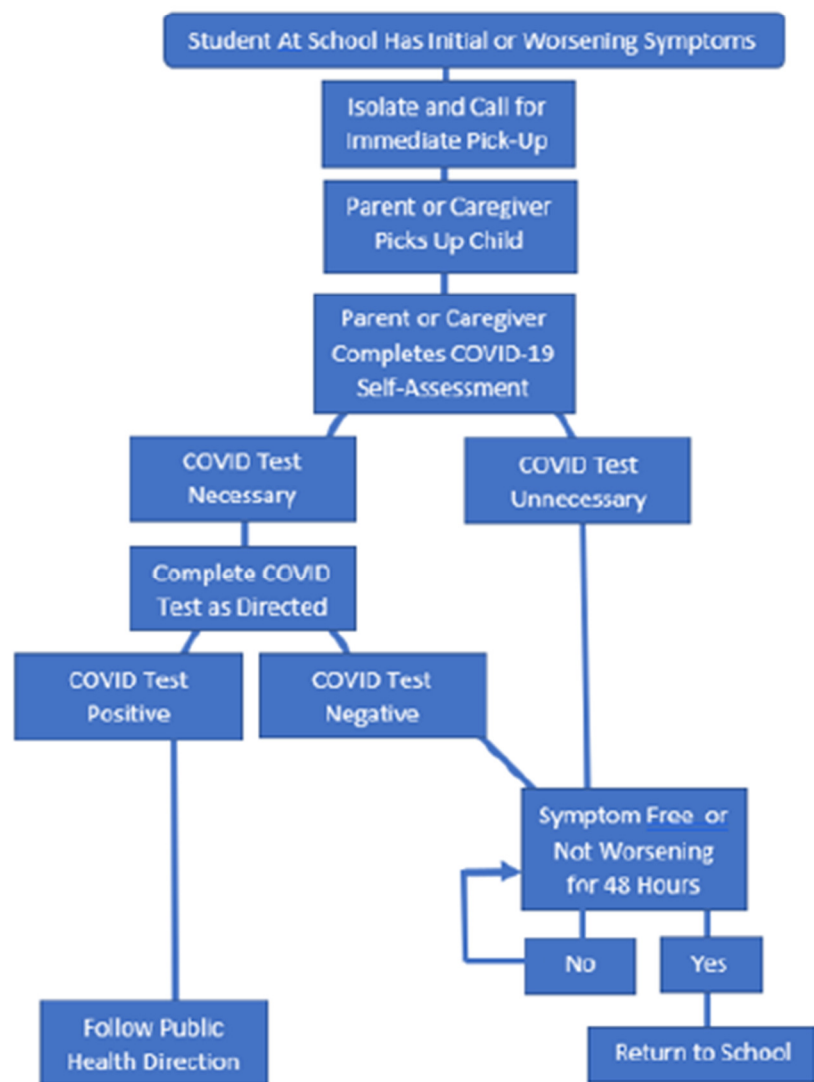 Student At School Has Initial or Worsening Symptoms
Isolate and Call for
Immediate Pick-Up
Parent or Caregiver
Picks Up Child
Parent or Caregiver
Completes COVID-19
Self-Assessment
COVID Test
Necessary
COVID Test
Unnecessary
Complete COVID
Test as Directed
COVID Test
Positive
COVID Test
Negative
Symptom Free or
Not Worsening
for 48 Hours
No
Yes
Follow Public
Health Direction
Return to School